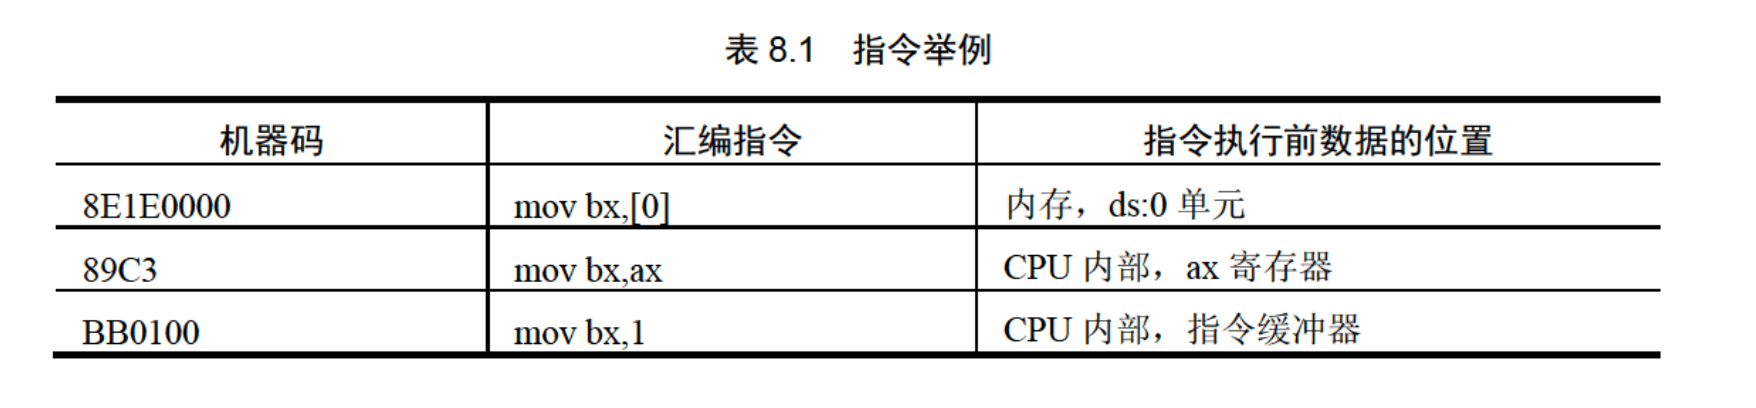 表 8.1 指令举例
机器码 汇编指令 指令执行前数据的位置
8E1E0000 mov bx,[0] 内存，ds:0 单元
89C3 mov bx,ax CPU 内部，ax 寄存器
BB0100 mov bx,1 CPU 内部，指令缓冲器